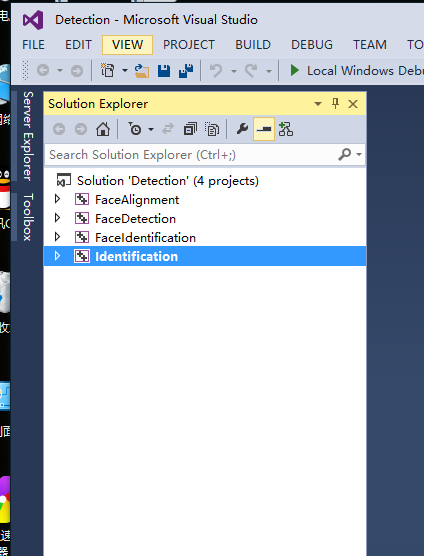 Detection - Microsoft Visual Studio
FILE EDIT VIEW PROJECT BUILD DEBUG TEAM TO
Local Windows Debu
Server Explorer
Toolbox
Solution Explorer
Search Solution Explorer (Ctrl+;)
Solution 'Detection' (4 projects)
FaceAlignment
FaceDetection
FaceIdentification
Identification